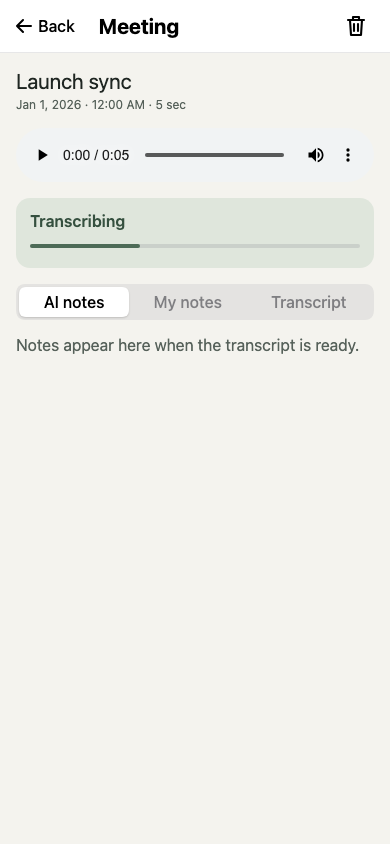 Back Meeting
Launch sync
Jan 1, 2026 · 12:00 AM · 5 sec
0:00 / 0:05
Transcribing
AI notes My notes Transcript
Notes appear here when the transcript is ready.